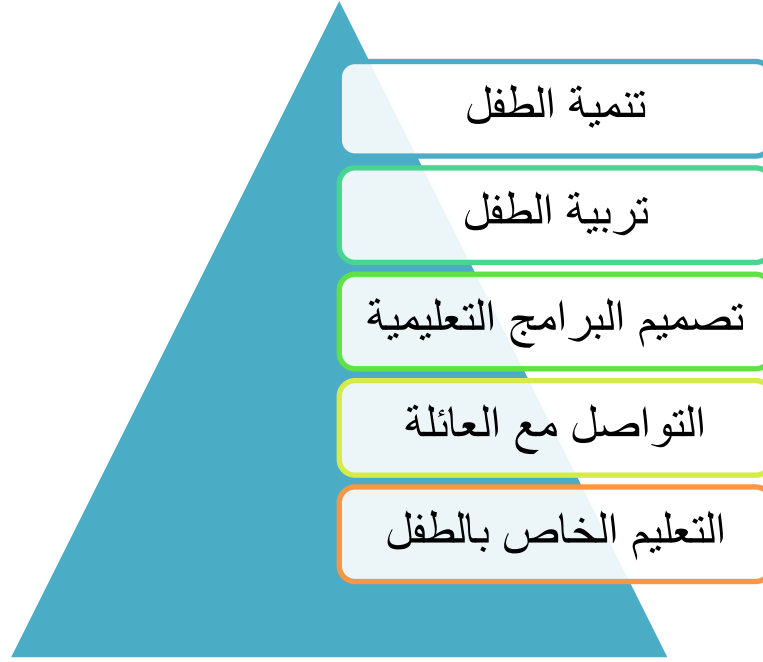 تنمية الطفل
تربية الطفل
تصميم البرامج التعليمية
التواصل مع العائلة
التعليم الخاص بالطفل